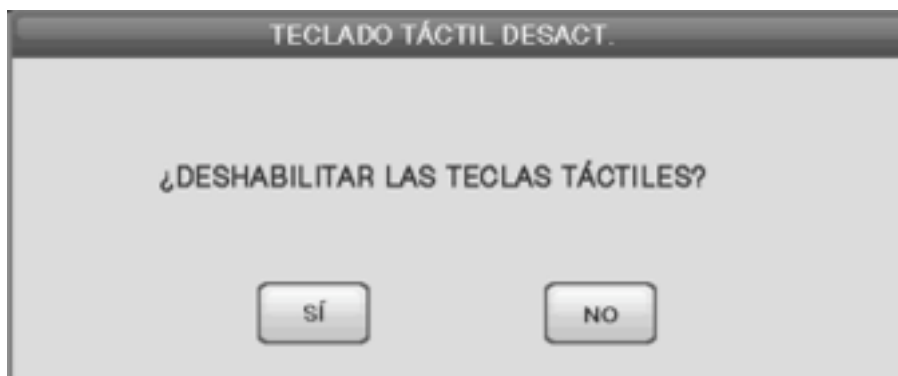 TECLADO TÁCTIL DESACT.
¿DESHABILITAR LAS TECLAS TÁCTILES?
SÍ NO